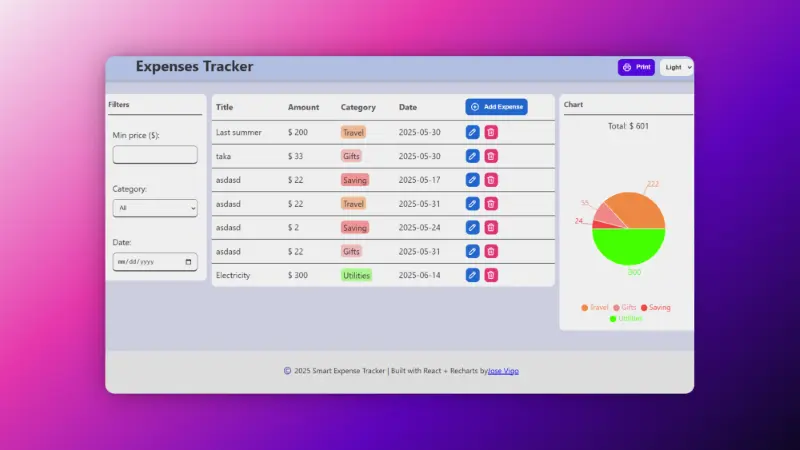 Expenses Tracker
Print
Light
Filters
Min price ($):
Category:
All
Date:
mm/dd/yyyy
Title Amount Category Date Add Expense
Last summer $ 200 Travel 2025-05-30
taka $ 33 Gifts 2025-05-30
asdasd $ 22 Saving 2025-05-17
asdasd $ 22 Travel 2025-05-31
asdasd $ 2 Saving 2025-05-24
asdasd $ 22 Gifts 2025-05-31
Electricity $ 300 Utilities 2025-06-14
Chart
Total: $ 601
222
55
24
300
Travel Gifts Saving
Utilities
© 2025 Smart Expense Tracker | Built with React + Recharts by Jose Vigo